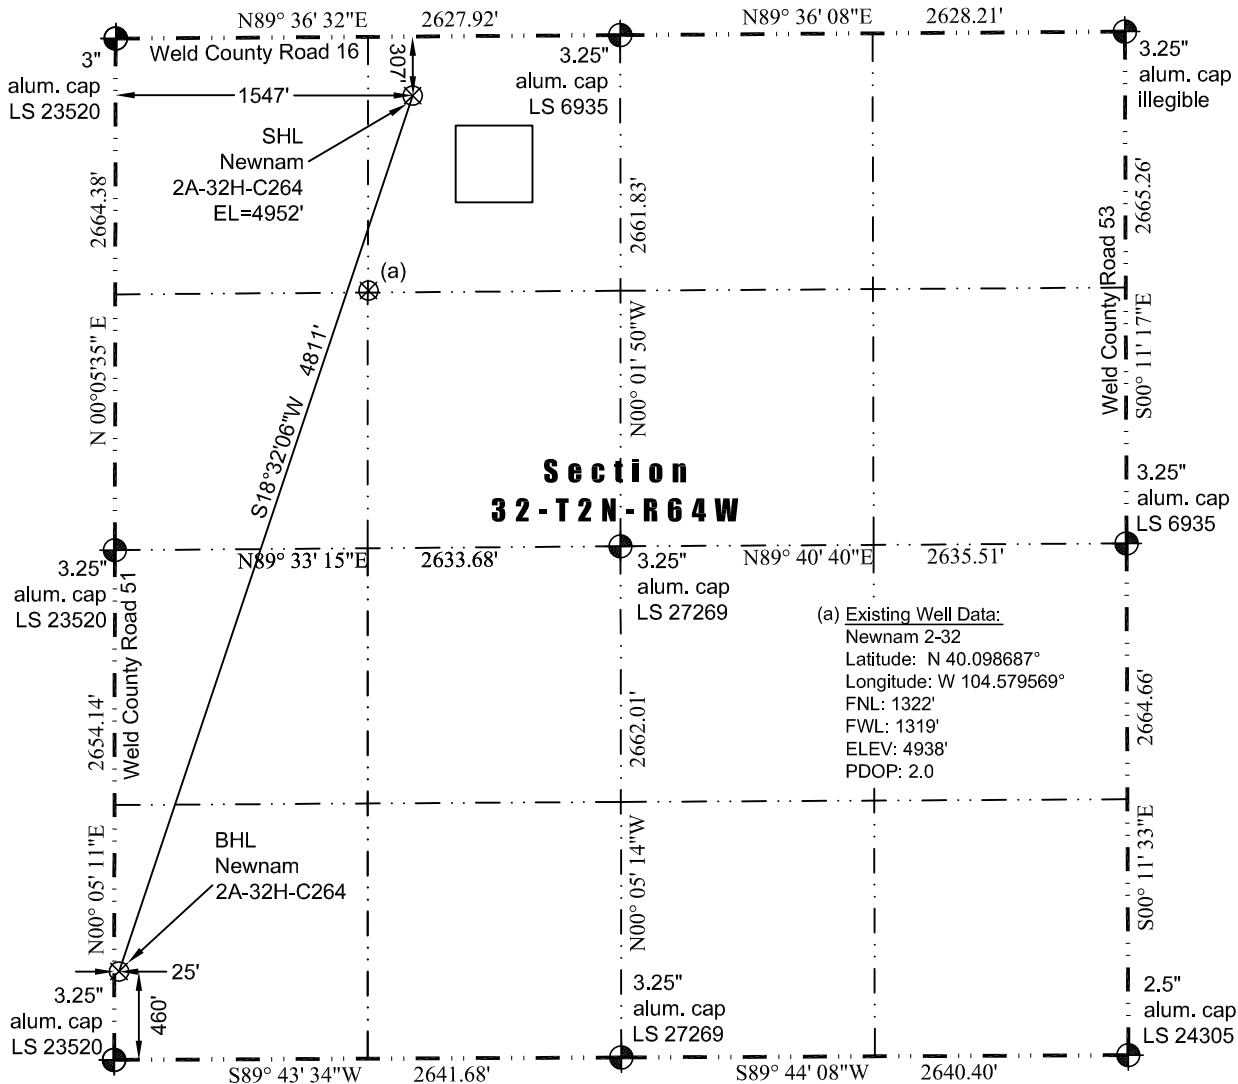 N89° 36' 32"E 2627.92' N89° 36' 08"E 2628.21'
Weld County Road 16
3"
alum. cap
LS 23520
307'
1547'
3.25"
alum. cap
LS 6935
3.25"
alum. cap
illegible
SHL
Newnam
2A-32H-C264
EL=4952'
2664.38'
2661.83'
2665.26'
Weld County Road 53
(a)
N 00°05'35" E
N00° 01' 50"W
S00° 11' 17"E
S18°32'06"W 4811'
Section
32-T2N-R64W
3.25"
alum. cap
LS 6935
N89° 33' 15"E 2633.68' N89° 40' 40"E 2635.51'
3.25"
alum. cap
LS 23520
3.25"
alum. cap
LS 27269
Weld County Road 51
(a) Existing Well Data:
Newnam 2-32
Latitude: N 40.098687°
Longitude: W 104.579569°
FNL: 1322'
FWL: 1319'
ELEV: 4938'
PDOP: 2.0
2654.14'
2662.01'
2664.66'
BHL
Newnam
2A-32H-C264
N00° 05' 11"E
N00° 05' 14"W
S00° 11' 33"E
25'
460'
3.25"
alum. cap
LS 23520
3.25"
alum. cap
LS 27269
2.5"
alum. cap
LS 24305
S89° 43' 34"W 2641.68' S89° 44' 08"W 2640.40'